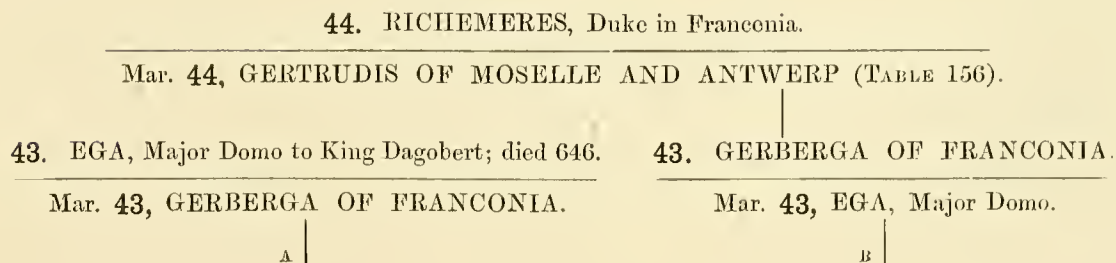 44. RICHEMERES, Duke in Franconia.
Mar. 44, GERTRUDIS OF MOSELLE AND ANTWERP (Table 156).
43. EGA, Major Domo to King Dagobert; died 646. 43. GERBERGA OF FRANCONIA.
Mar. 43, GERBERGA OF FRANCONIA. Mar. 43, EGA, Major Domo.
A B